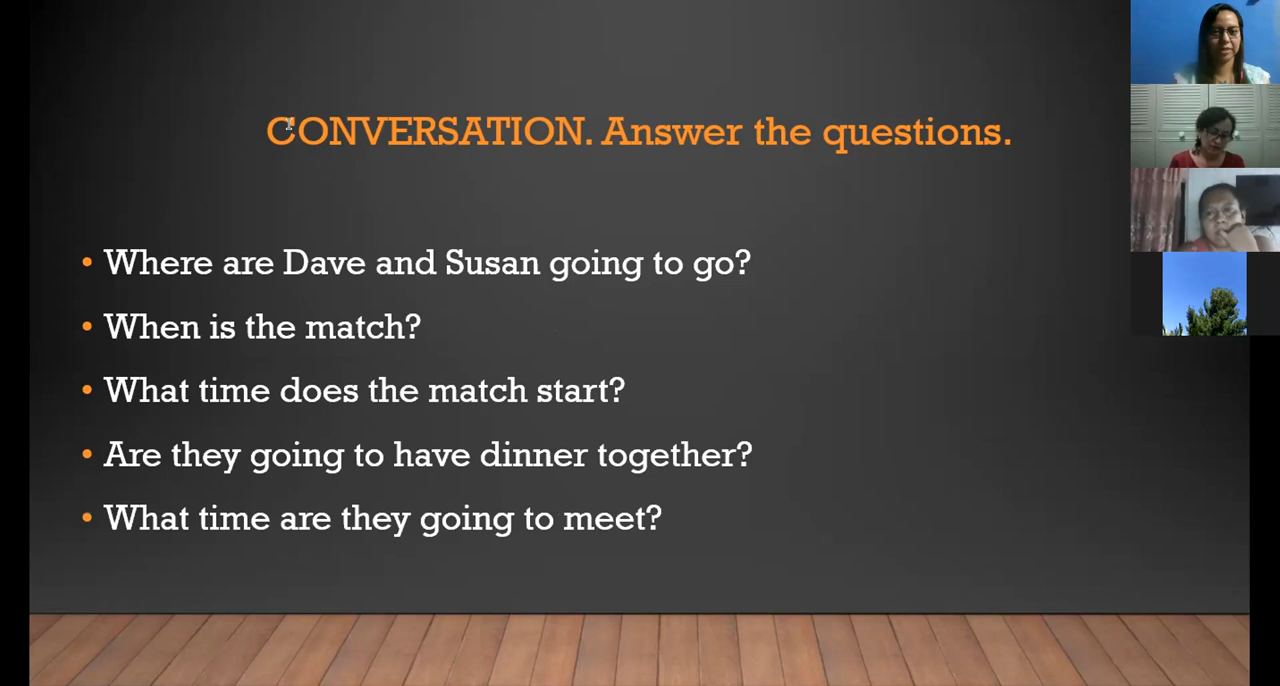 CONVERSATION. Answer the questions.
• Where are Dave and Susan going to go?
• When is the match?
• What time does the match start?
• Are they going to have dinner together?
• What time are they going to meet?